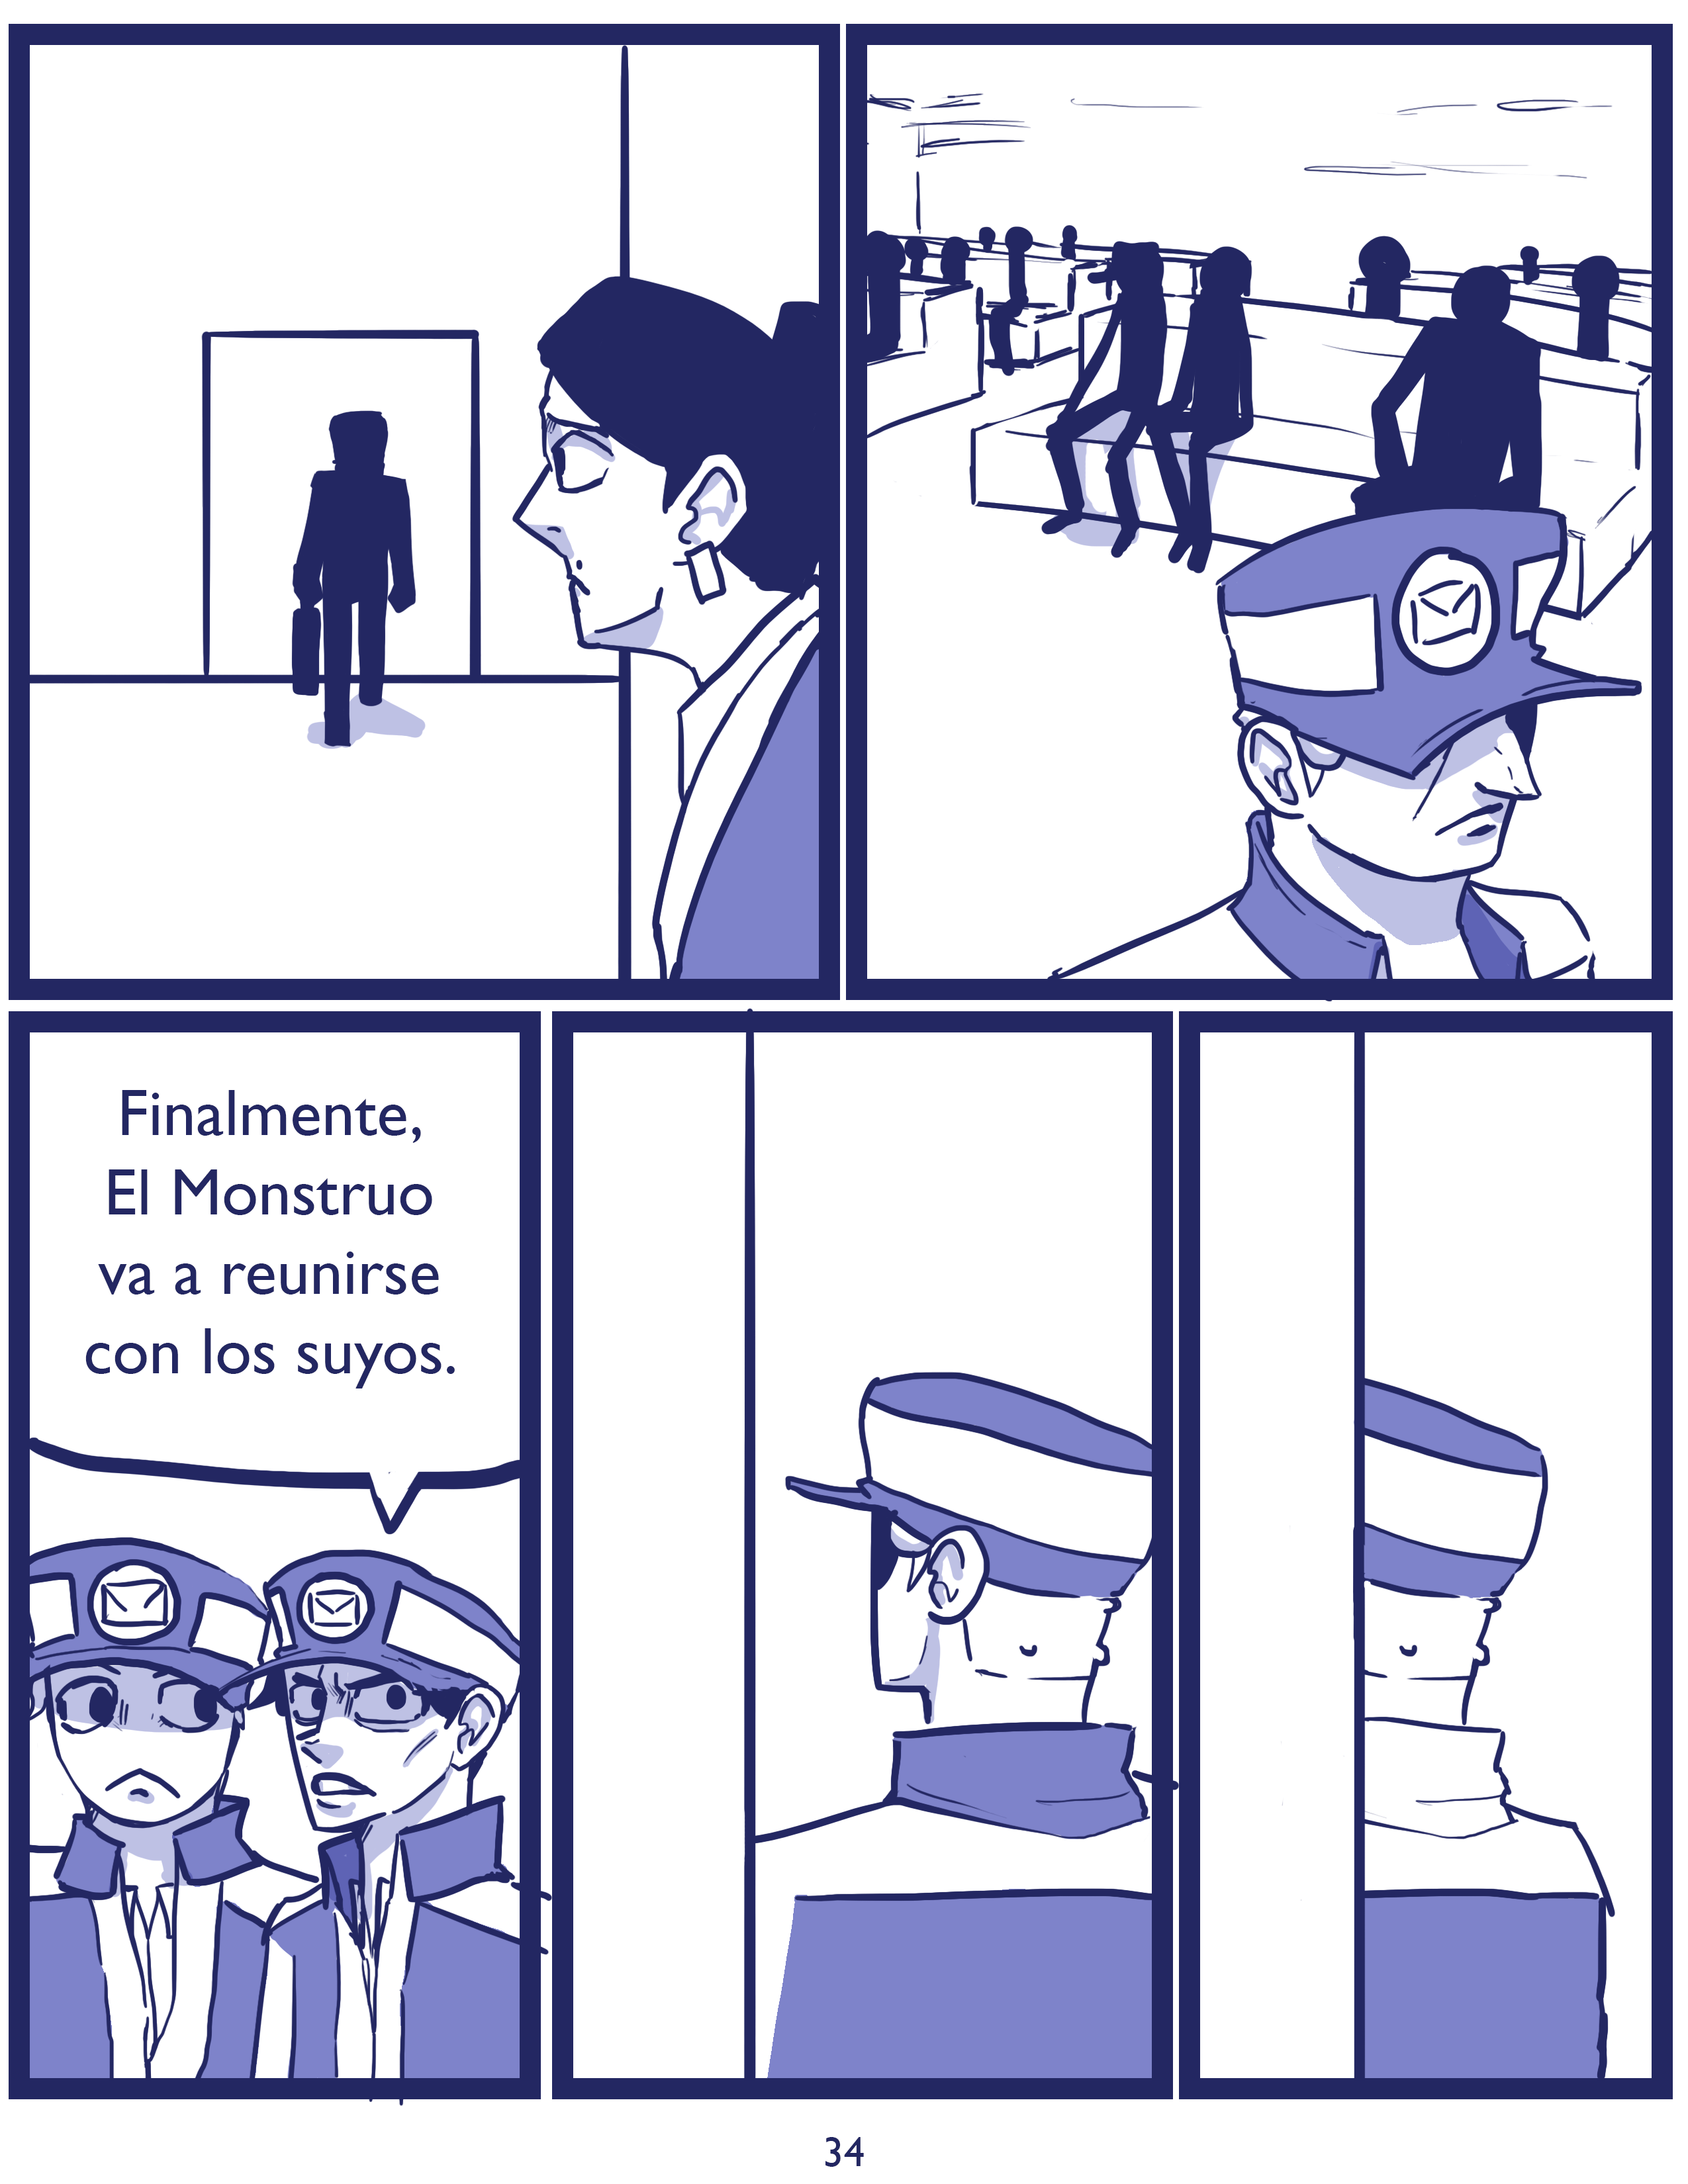 Finalmente,
El Monstruo
va a reunirse
con los suyos.
34